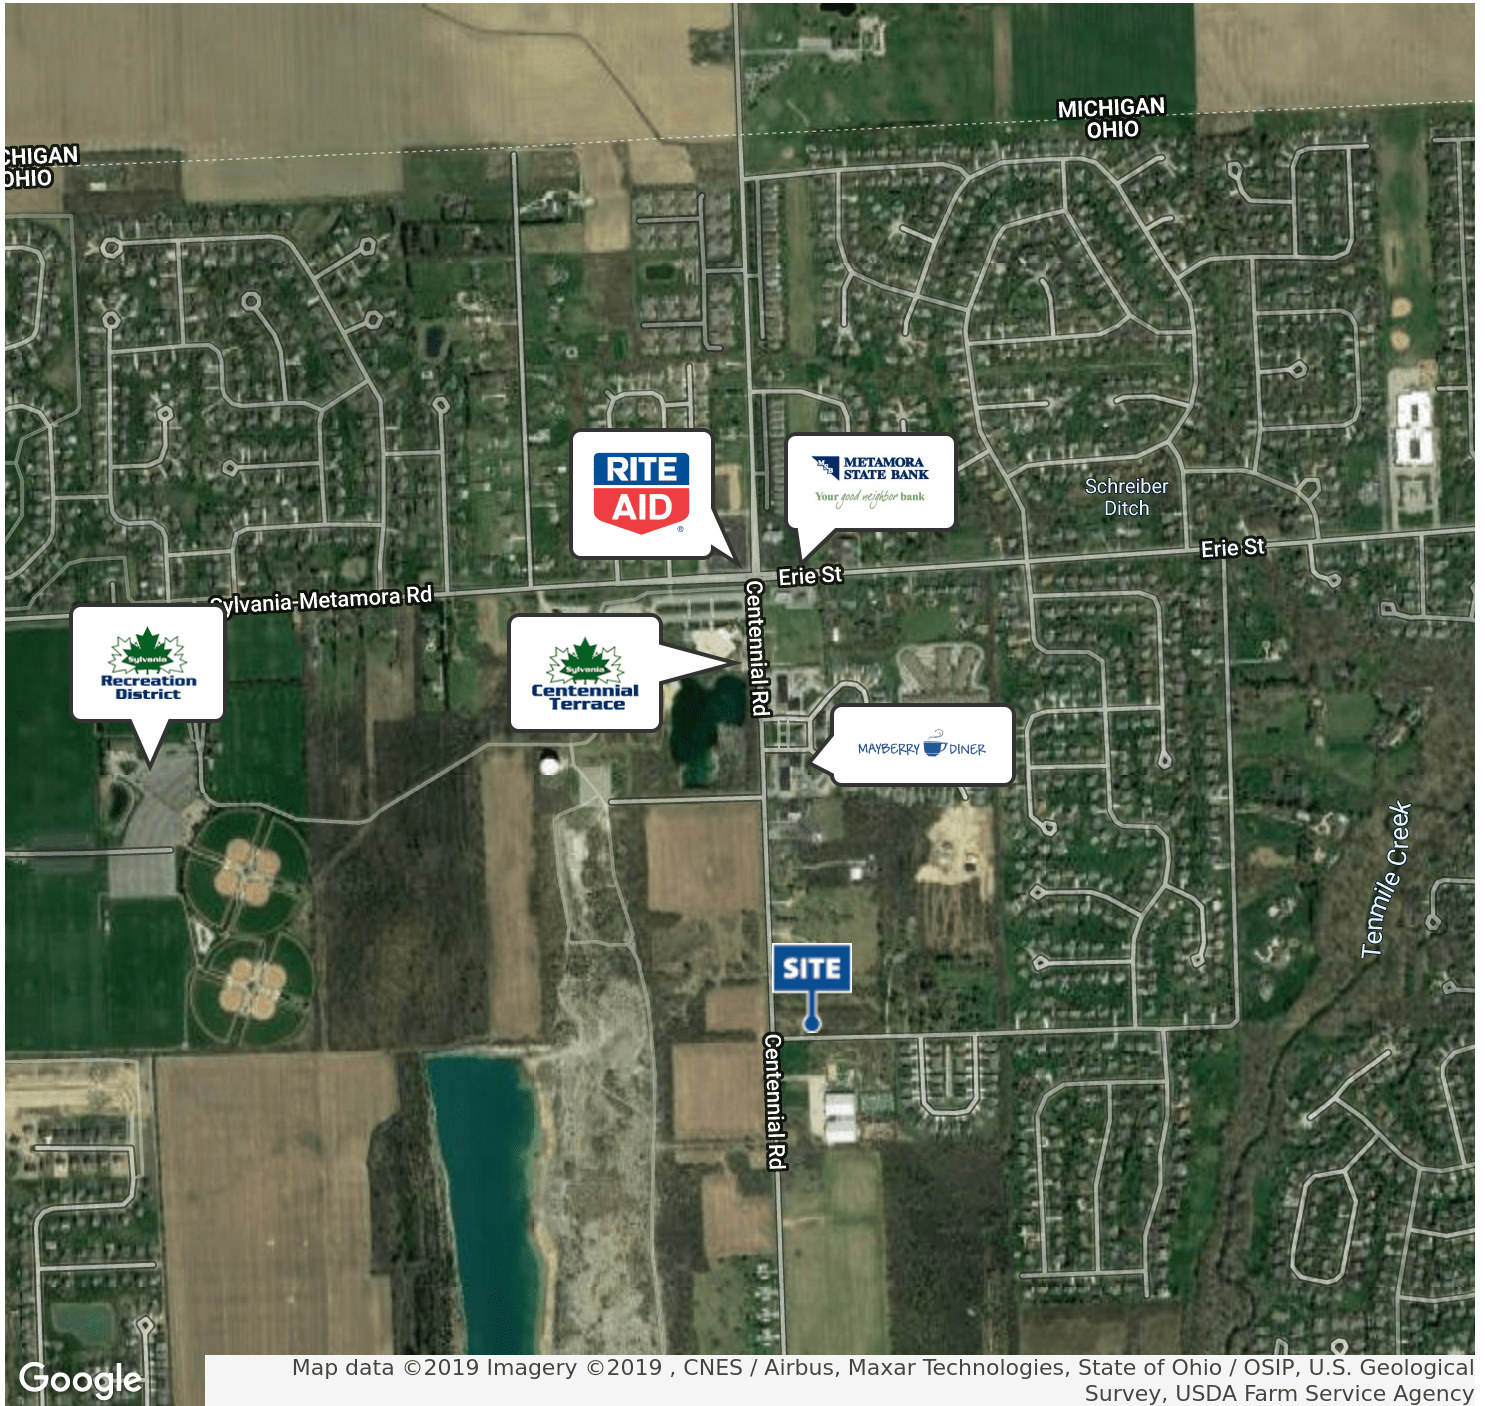 MICHIGAN
OHIO
CHIGAN
OHIO
RITE
AID
®
METAMORA
STATE BANK
Your good neighbor bank
Schreiber
Ditch
Erie St
Erie St
Sylvania-Metamora Rd
Centennial Rd
Sylvania
Recreation
District
Sylvania
Centennial
Terrace
MAYBERRY DINER
Tenmile Creek
SITE
Centennial Rd
Google
Map data ©2019 Imagery ©2019 , CNES / Airbus, Maxar Technologies, State of Ohio / OSIP, U.S. Geological
Survey, USDA Farm Service Agency